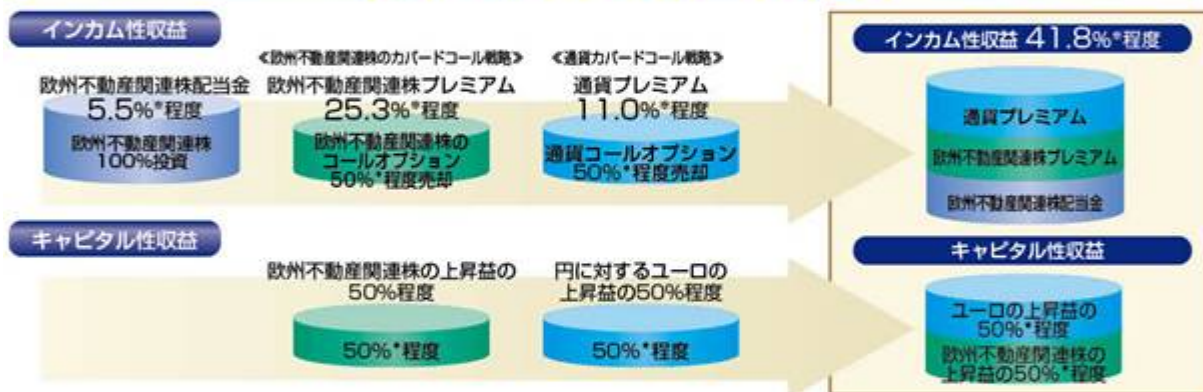 インカム性収益
欧州不動産関連株配当金
5.5%*程度
欧州不動産関連株
100%投資
≪欧州不動産関連株のカバードコール戦略≫
欧州不動産関連株プレミアム
25.3%*程度
欧州不動産関連株の
コールオプション
50%*程度売却
≪通貨カバードコール戦略≫
通貨プレミアム
11.0%*程度
通貨コールオプション
50%*程度売却
インカム性収益 41.8%*程度
通貨プレミアム
欧州不動産関連株プレミアム
欧州不動産関連株配当金
キャピタル性収益
欧州不動産関連株の上昇益の
50%程度
50%*程度
円に対するユーロの
上昇益の50%程度
50%*程度
キャピタル性収益
ユーロの上昇益の
50%*程度
欧州不動産関連株の
上昇益の50%*程度